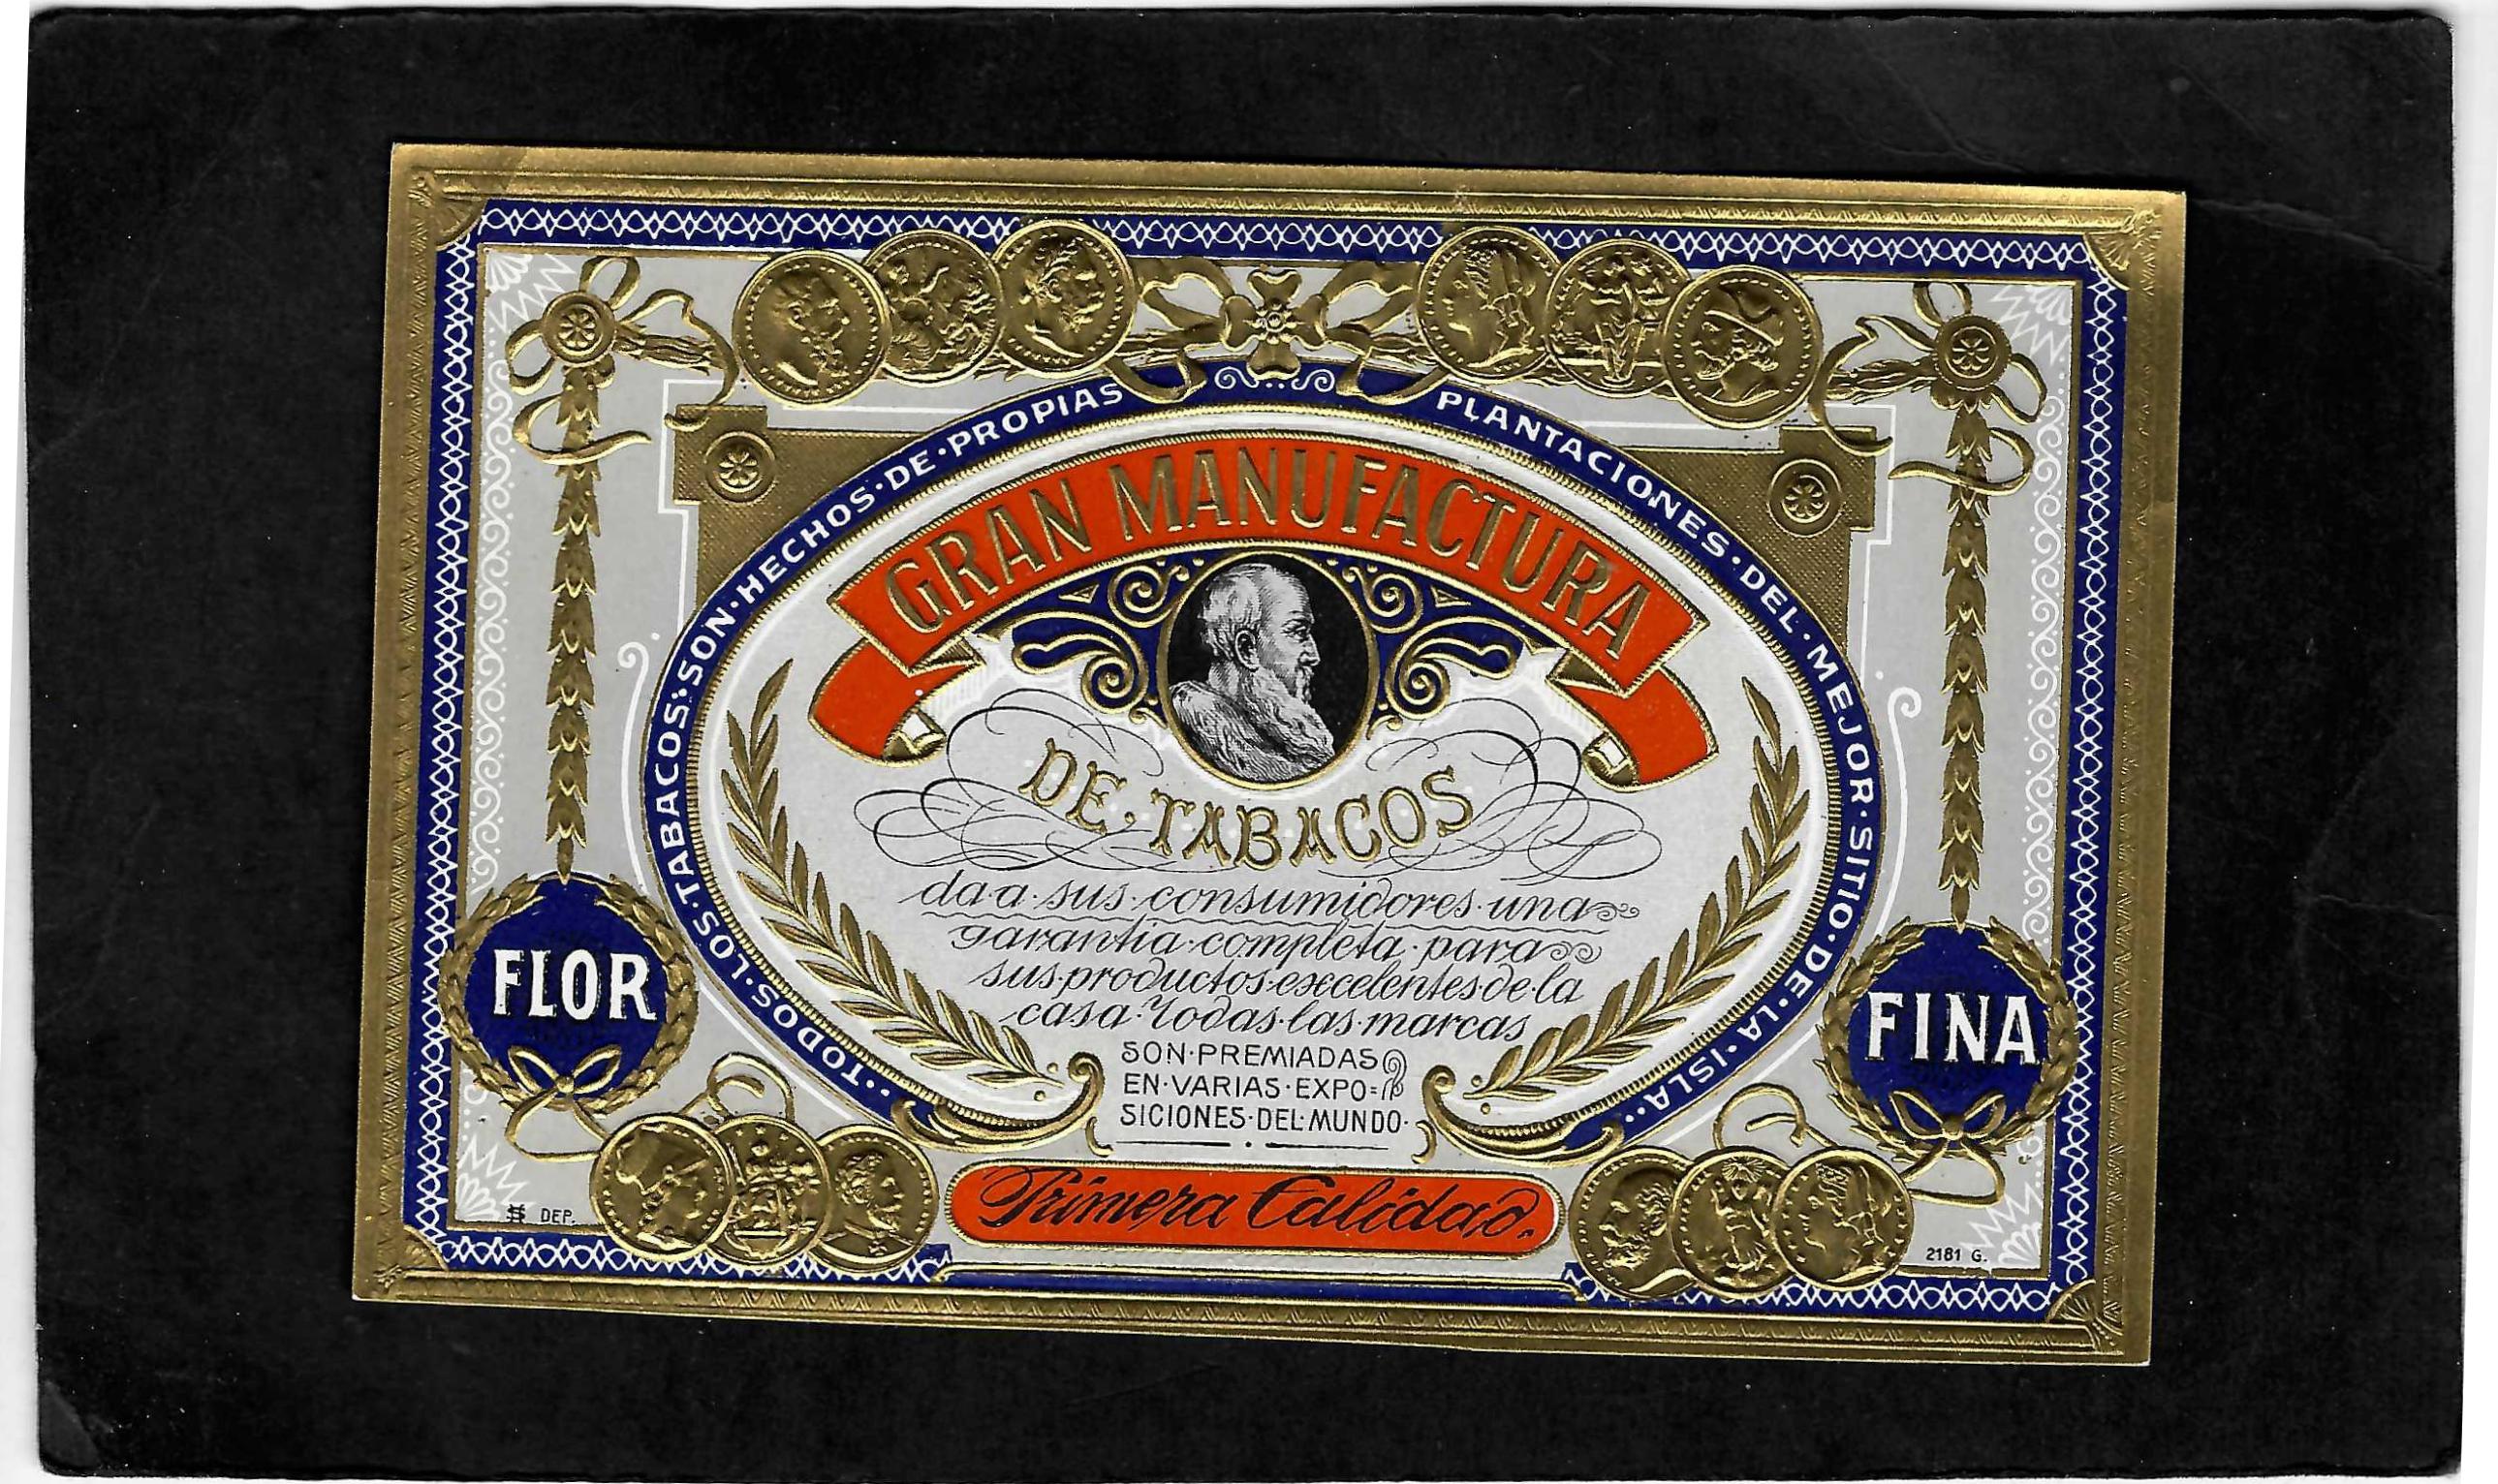 ··TODOS·LOS·TABACOS·SON·HECHOS·DE·PROPIAS PLANTACIONES·DEL·MEJOR·SITIO·DE·LA·ISLA··
GRAN MANUFACTURA
DE·TABACOS
da·a·sus·consumidores·una
garantia·completa·para
sus·productos·excelentes·de·la
casa·Todas·las·marcas
SON·PREMIADAS
EN·VARIAS·EXPO=
SICIONES·DEL·MUNDO·
FLOR
FINA
Primera Calidad.
DEP.
2181 G.